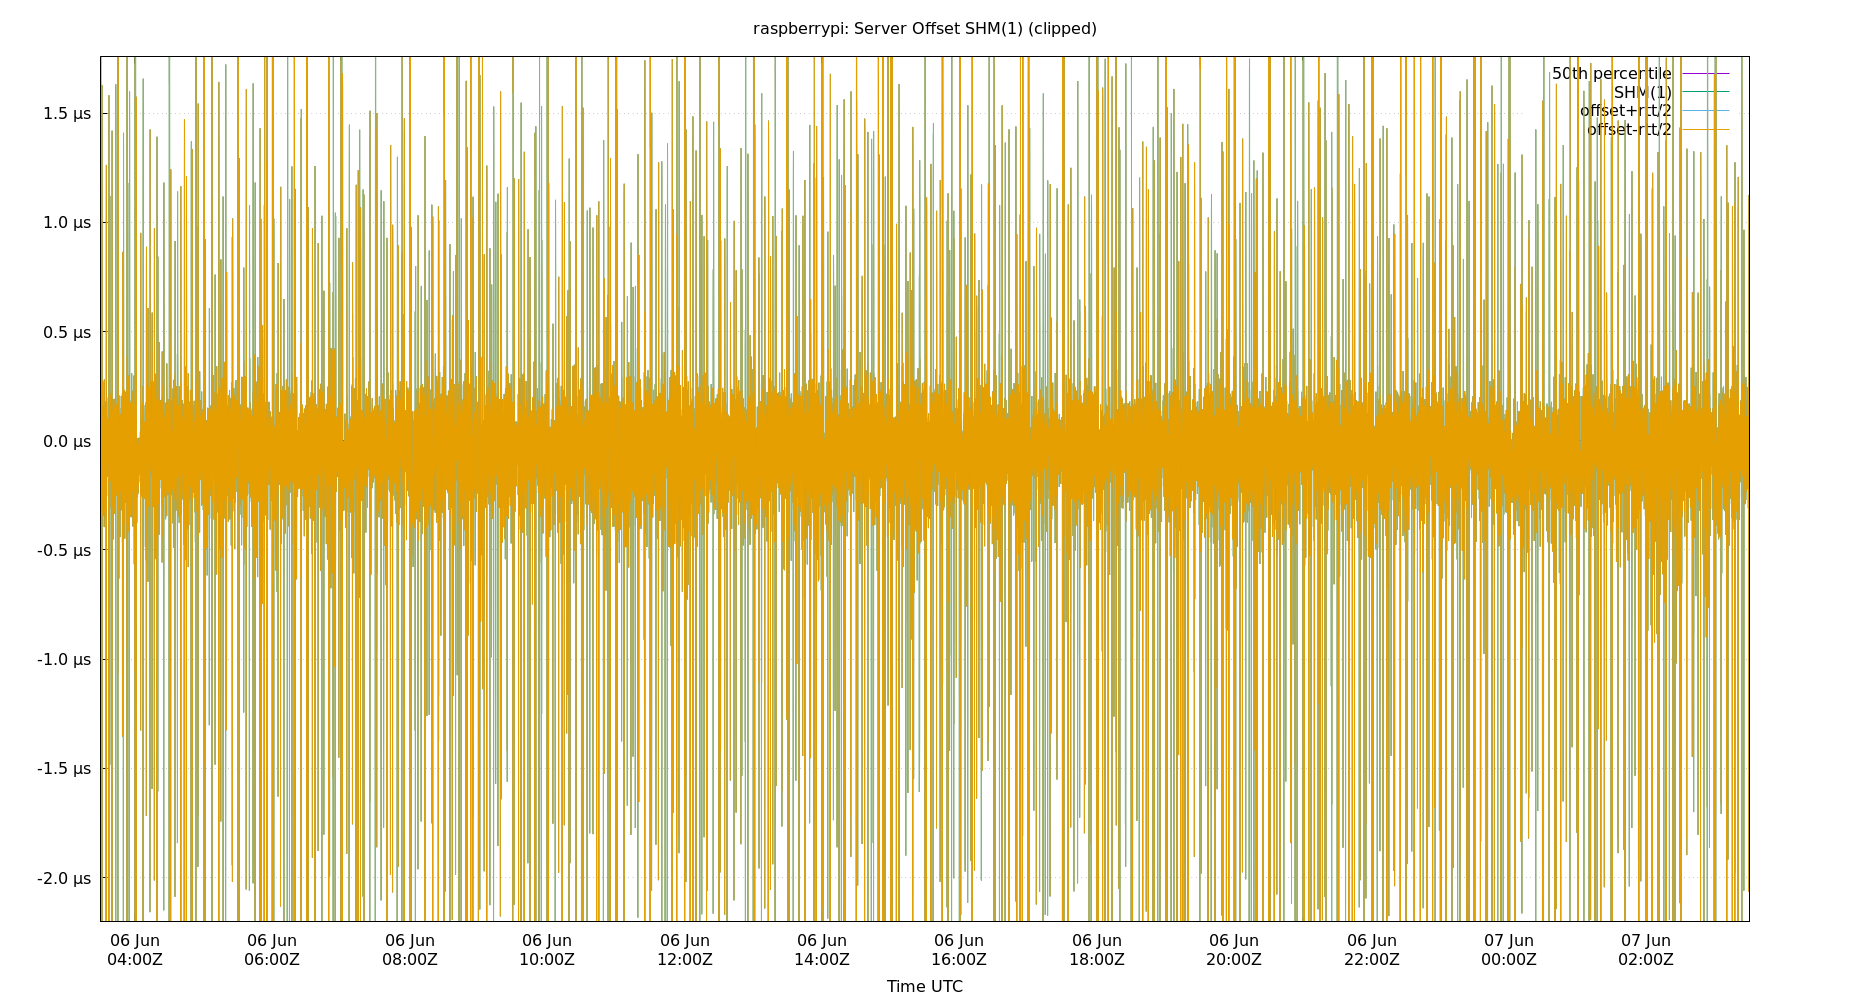 raspberrypi: Server Offset SHM(1) (clipped)
50th percentile
SHM(1)
offset+rtt/2
offset-rtt/2
1.5 µs
1.0 µs
0.5 µs
0.0 µs
-0.5 µs
-1.0 µs
-1.5 µs
-2.0 µs
06 Jun 06 Jun 06 Jun 06 Jun 06 Jun 06 Jun 06 Jun 06 Jun 06 Jun 06 Jun 07 Jun 07 Jun
04:00Z 06:00Z 08:00Z 10:00Z 12:00Z 14:00Z 16:00Z 18:00Z 20:00Z 22:00Z 00:00Z 02:00Z
Time UTC